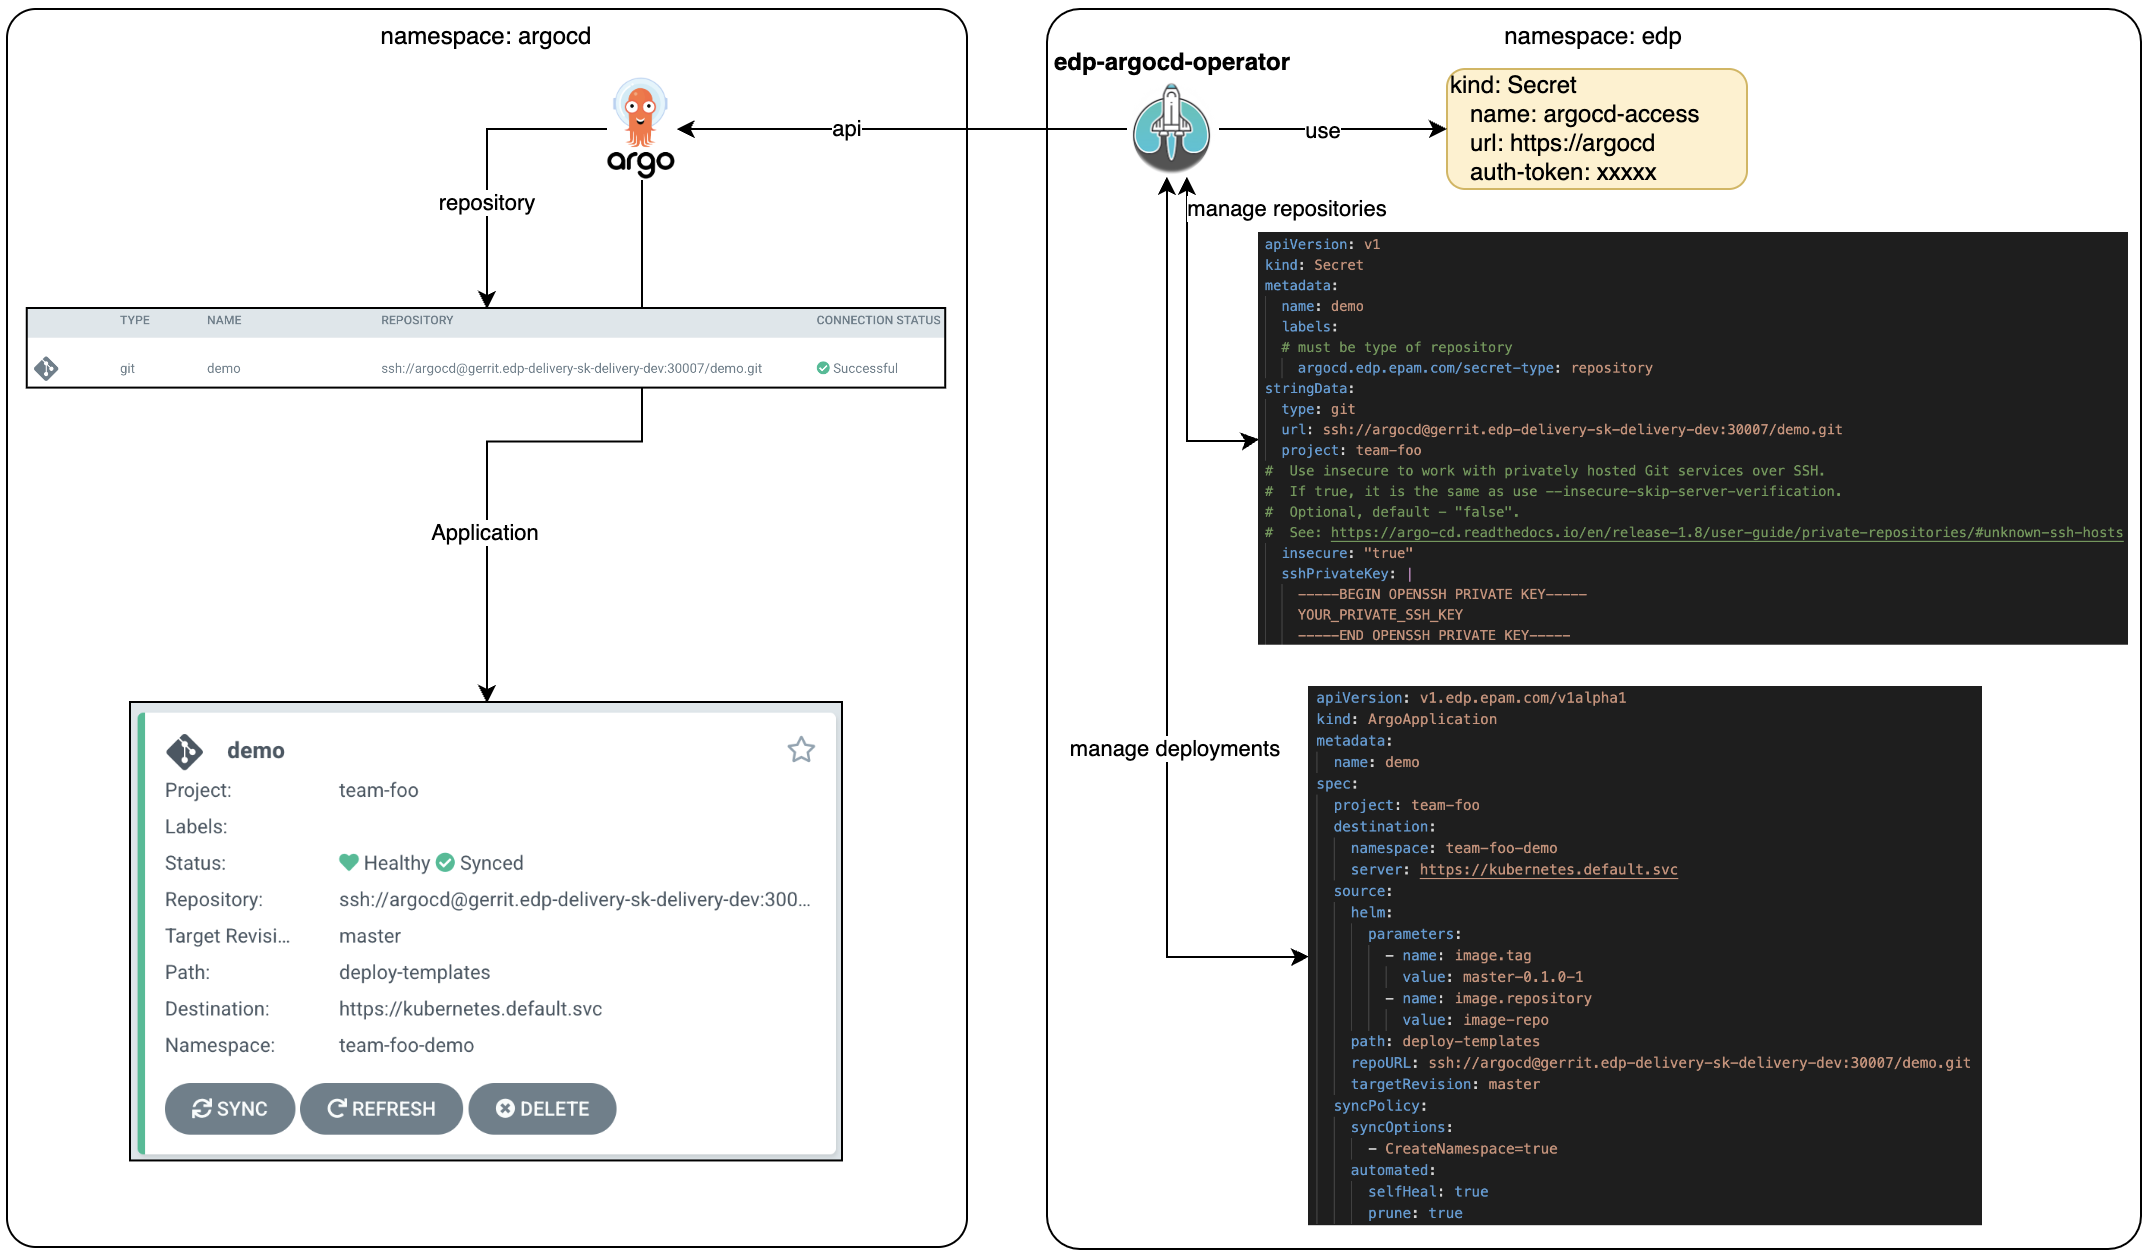 namespace: argocd
argo
api
repository
TYPE NAME REPOSITORY CONNECTION STATUS
git demo ssh://argocd@gerrit.edp-delivery-sk-delivery-dev:30007/demo.git Successful
Application
demo
Project: team-foo
Labels:
Status: Healthy Synced
Repository: ssh://argocd@gerrit.edp-delivery-sk-delivery-dev:300...
Target Revisi... master
Path: deploy-templates
Destination: https://kubernetes.default.svc
Namespace: team-foo-demo
SYNC REFRESH DELETE
namespace: edp
edp-argocd-operator
use
kind: Secret
name: argocd-access
url: https://argocd
auth-token: xxxxx
manage repositories
apiVersion: v1
kind: Secret
metadata:
name: demo
labels:
# must be type of repository
argocd.edp.epam.com/secret-type: repository
stringData:
type: git
url: ssh://argocd@gerrit.edp-delivery-sk-delivery-dev:30007/demo.git
project: team-foo
# Use insecure to work with privately hosted Git services over SSH.
# If true, it is the same as use --insecure-skip-server-verification.
# Optional, default - "false".
# See: https://argo-cd.readthedocs.io/en/release-1.8/user-guide/private-repositories/#unknown-ssh-hosts
insecure: "true"
sshPrivateKey: |
-----BEGIN OPENSSH PRIVATE KEY-----
YOUR_PRIVATE_SSH_KEY
-----END OPENSSH PRIVATE KEY-----
manage deployments
apiVersion: v1.edp.epam.com/v1alpha1
kind: ArgoApplication
metadata:
name: demo
spec:
project: team-foo
destination:
namespace: team-foo-demo
server: https://kubernetes.default.svc
source:
helm:
parameters:
- name: image.tag
value: master-0.1.0-1
- name: image.repository
value: image-repo
path: deploy-templates
repoURL: ssh://argocd@gerrit.edp-delivery-sk-delivery-dev:30007/demo.git
targetRevision: master
syncPolicy:
syncOptions:
- CreateNamespace=true
automated:
selfHeal: true
prune: true